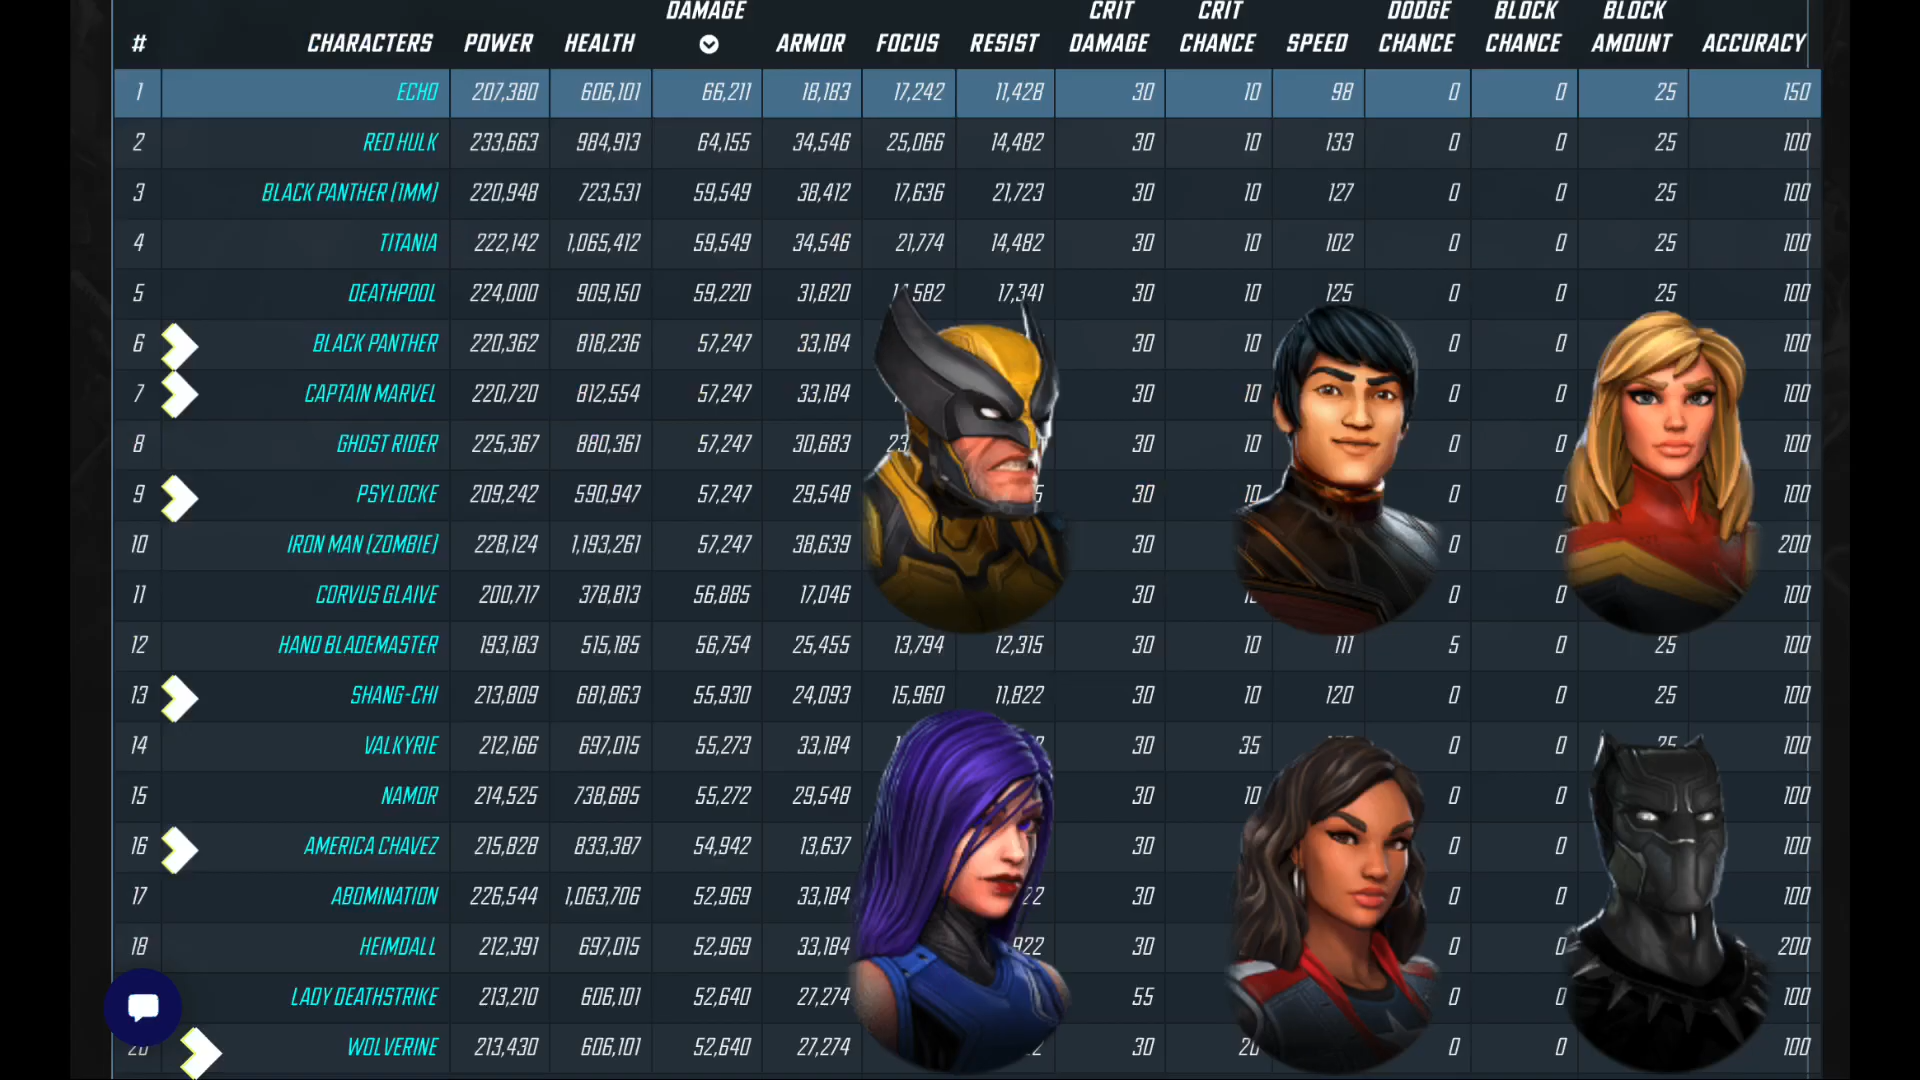 DAMAGE CRIT CRIT DODGE BLOCK BLOCK
# CHARACTERS POWER HEALTH ARMOR FOCUS RESIST DAMAGE CHANCE SPEED CHANCE CHANCE AMOUNT ACCURACY
1 ECHO 207,380 606,101 66,211 18,183 17,242 11,428 30 10 98 0 0 25 150
2 RED HULK 233,663 984,913 64,155 34,546 25,066 14,482 30 10 133 0 0 25 100
3 BLACK PANTHER (1MM) 220,948 723,531 59,549 38,412 17,636 21,723 30 10 127 0 0 25 100
4 TITANIA 222,142 1,065,412 59,549 34,546 21,774 14,482 30 10 102 0 0 25 100
5 DEATHPOOL 224,000 909,150 59,220 31,820 17,341 30 10 125 0 0 25 100
6 BLACK PANTHER 220,362 818,236 57,247 33,184 30 10 0 0 100
7 CAPTAIN MARVEL 220,720 812,554 57,247 33,184 30 10 0 0 100
8 GHOST RIDER 225,367 880,361 57,247 30,683 30 10 0 0 100
9 PSYLOCKE 209,242 590,947 57,247 29,548 30 10 0 0 100
10 IRON MAN (ZOMBIE) 228,124 1,193,261 57,247 38,639 30 0 0 200
11 CORVUS GLAIVE 200,717 378,813 56,885 17,046 30 0 0 100
12 HAND BLADEMASTER 193,183 515,185 56,754 25,455 13,794 12,315 30 10 111 5 0 25 100
13 SHANG-CHI 213,809 681,863 55,930 24,093 15,960 11,822 30 10 120 0 0 25 100
14 VALKYRIE 212,166 697,015 55,273 33,184 30 35 0 0 25 100
15 NAMOR 214,525 738,685 55,272 29,548 30 10 0 0 100
16 AMERICA CHAVEZ 215,828 833,387 54,942 13,637 30 0 0 100
17 ABOMINATION 226,544 1,063,706 52,969 33,184 30 0 0 100
18 HEIMDALL 212,391 697,015 52,969 33,184 30 0 0 200
LADY DEATHSTRIKE 213,210 606,101 52,640 27,274 55 0 0 100
20 WOLVERINE 213,430 606,101 52,640 27,274 30 20 0 0 100